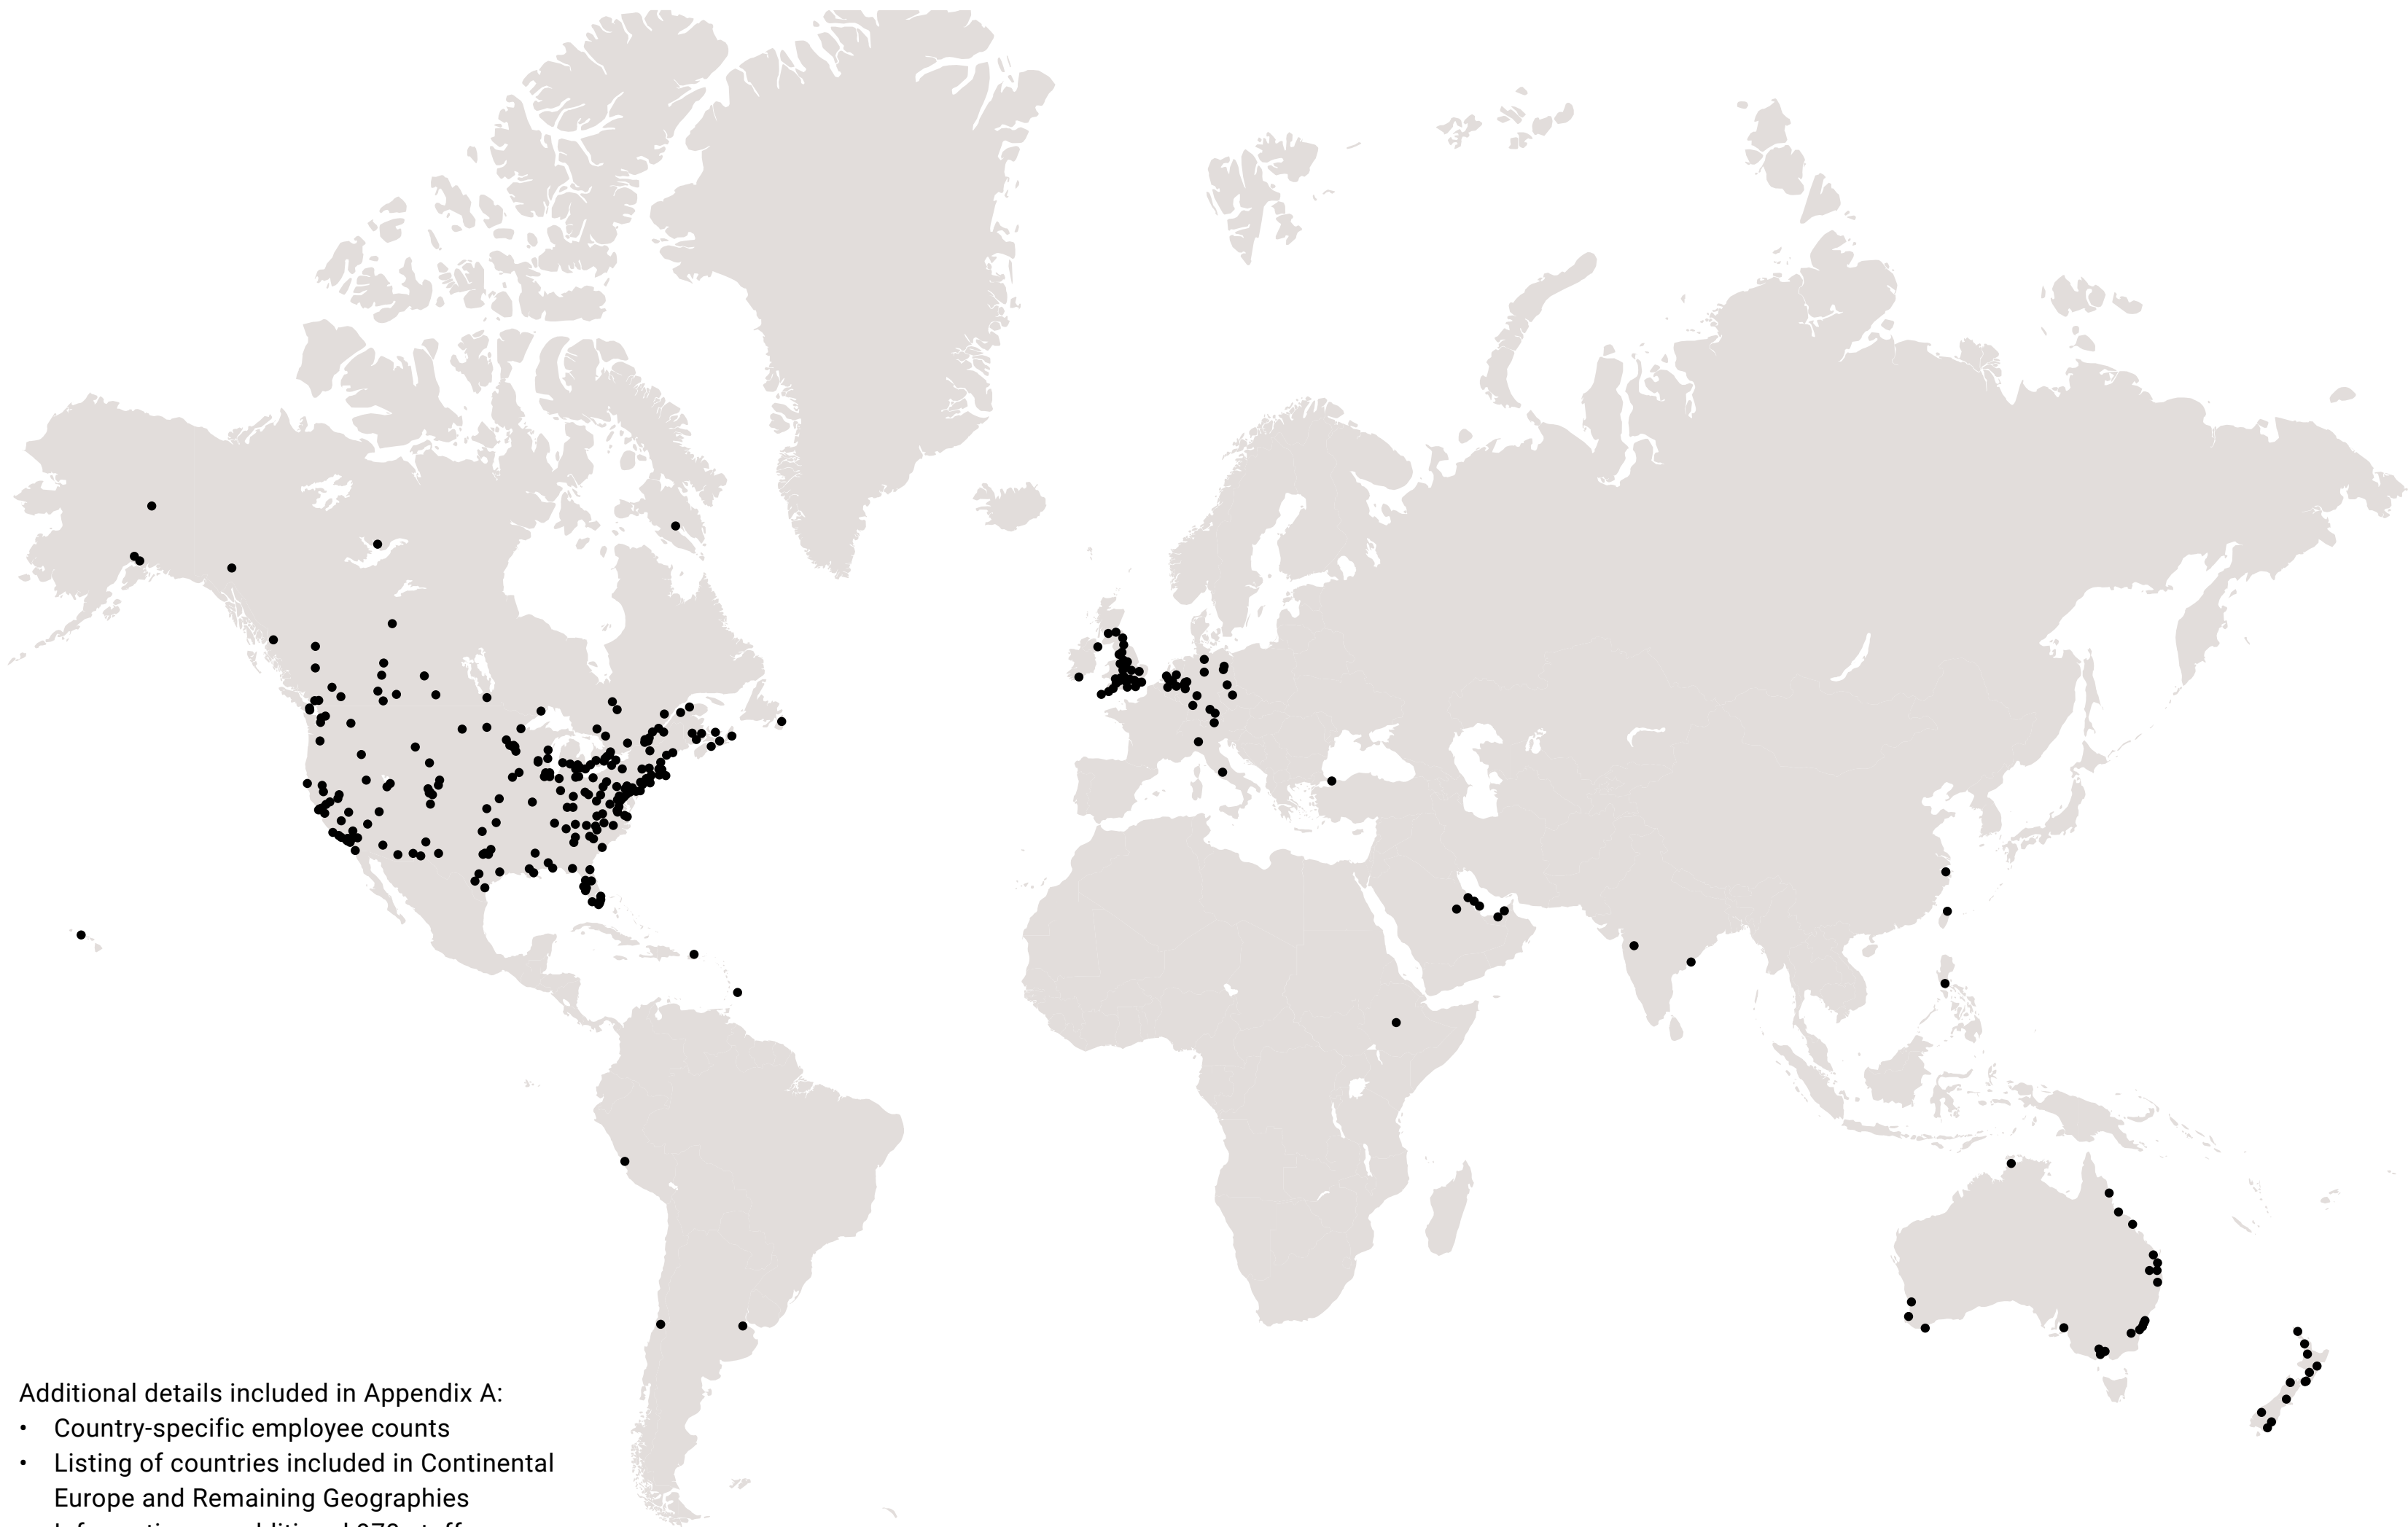 Additional details included in Appendix A:
• Country-specific employee counts
• Listing of countries included in Continental
Europe and Remaining Geographies